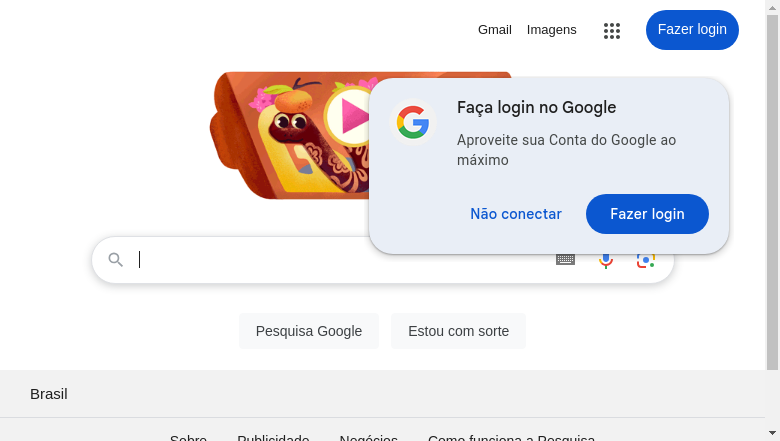 Gmail Imagens Fazer login
Faça login no Google
Aproveite sua Conta do Google ao
máximo
Não conectar Fazer login
Pesquisa Google Estou com sorte
Brasil
Sobre Publicidade Negócios Como funciona a Pesquisa